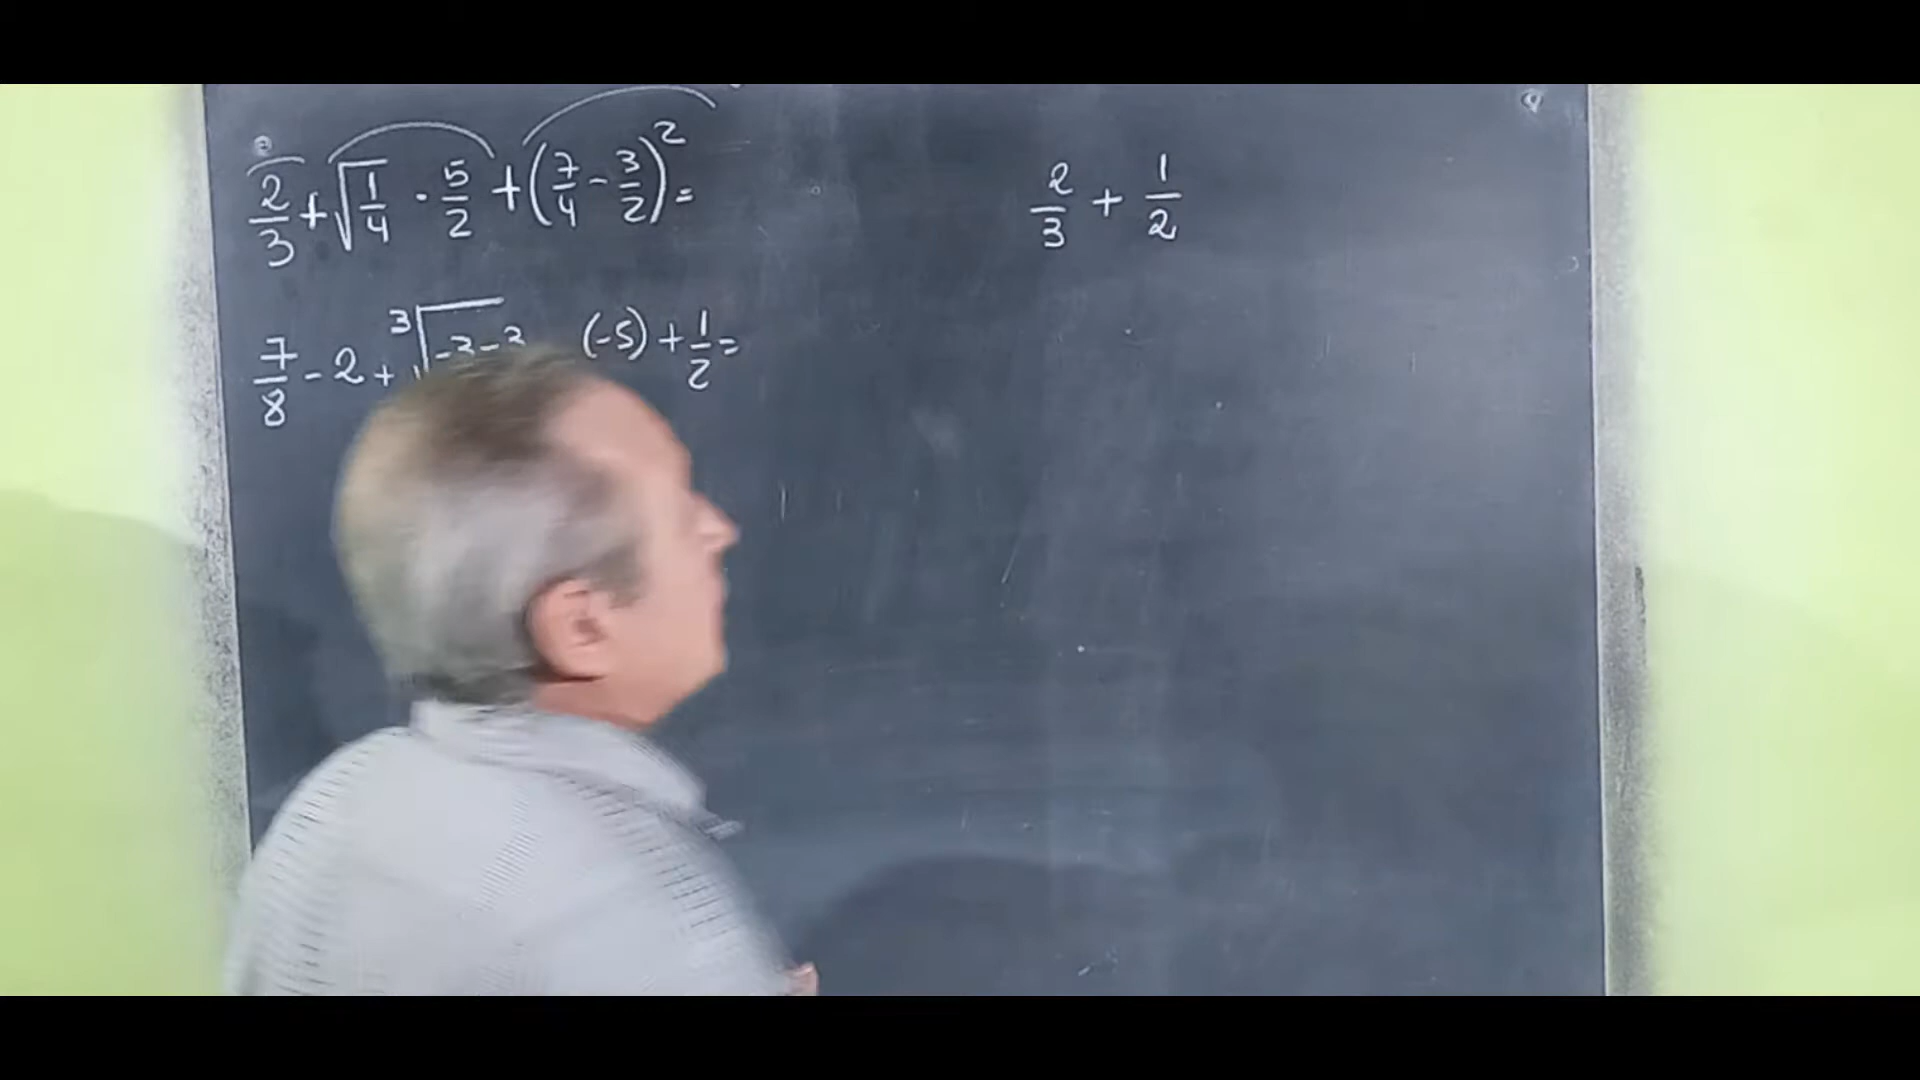 2/3 + √1/4 · 5/2 + (7/4 - 3/2)² =
2/3 + 1/2
7/8 - 2 + ³√ (-5) + 1/2 =